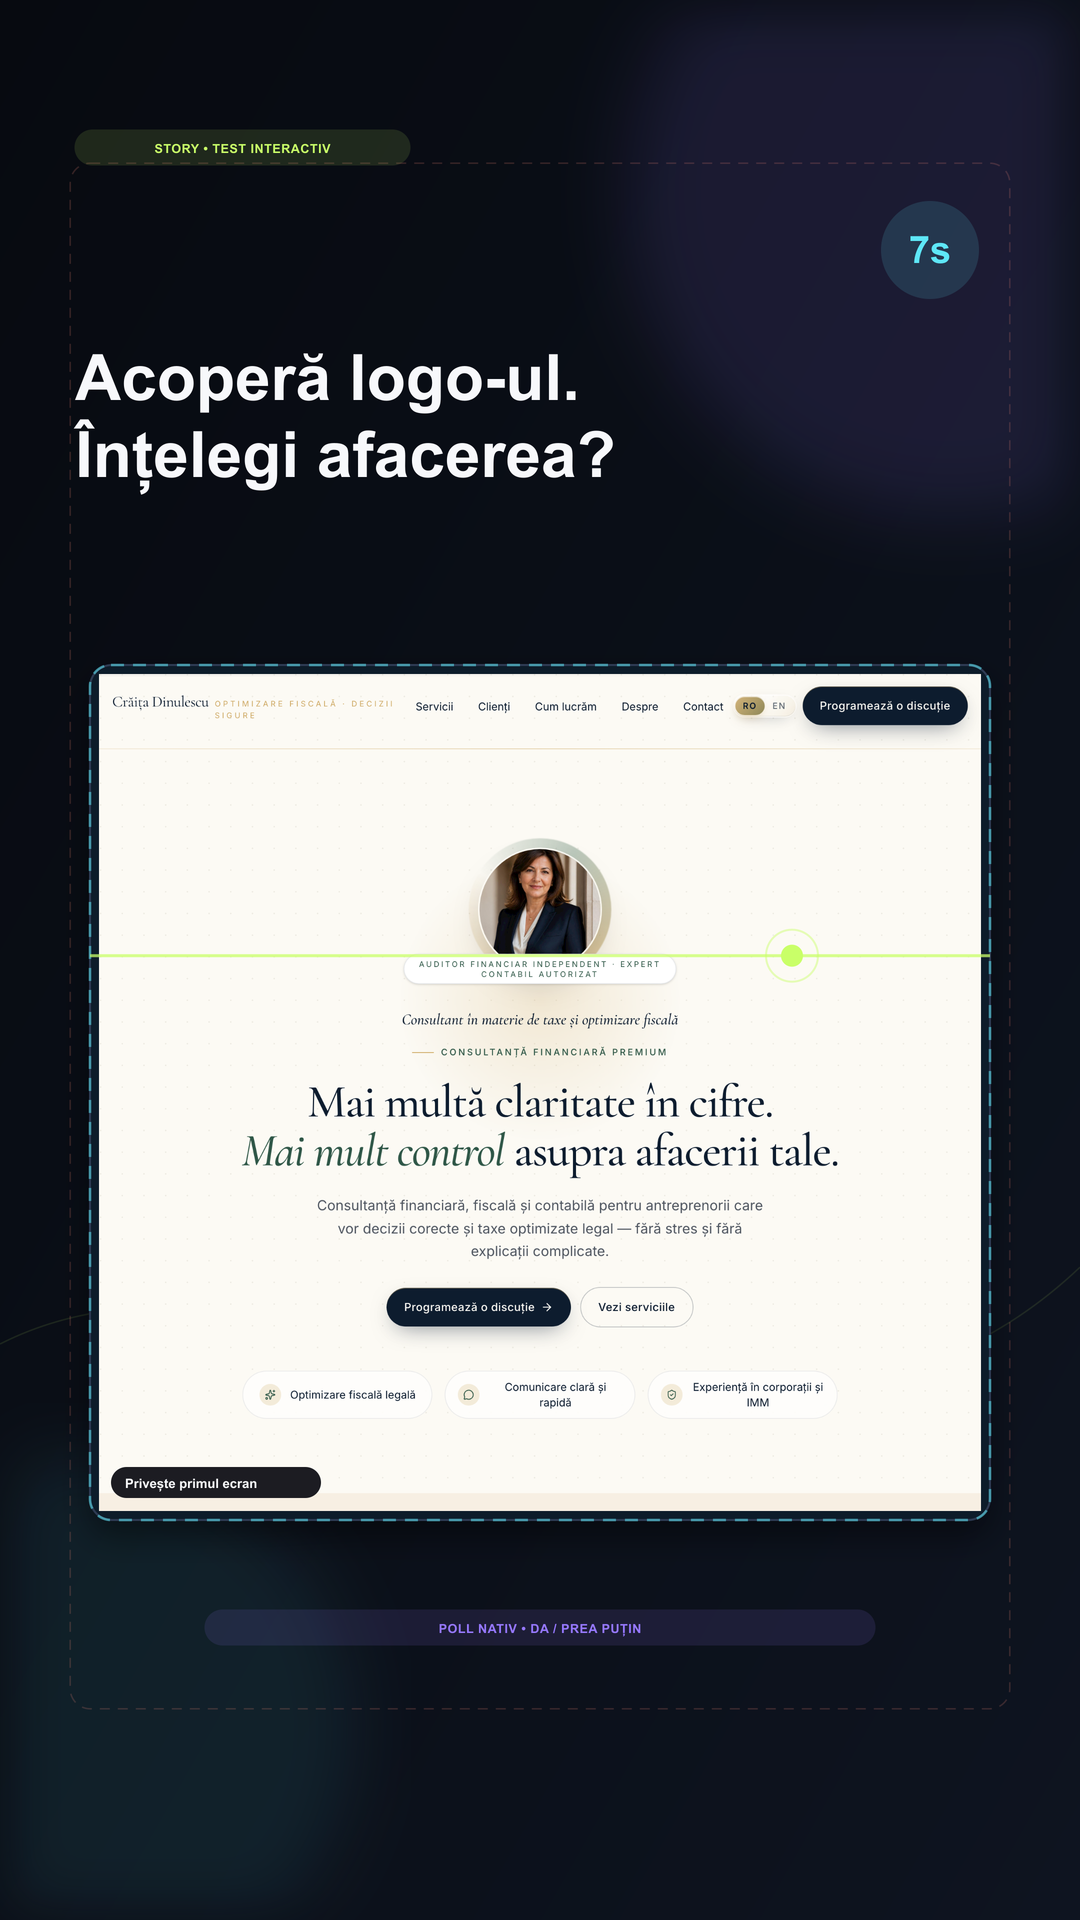 STORY • TEST INTERACTIV
7s
Acoperă logo-ul.
Înțelegi afacerea?
Crăița Dinulescu
OPTIMIZARE FISCALĂ · DECIZII
SIGURE
Servicii
Clienți
Cum lucrăm
Despre
Contact
RO
EN
Programează o discuție
AUDITOR FINANCIAR INDEPENDENT · EXPERT
CONTABIL AUTORIZAT
Consultant în materie de taxe și optimizare fiscală
CONSULTANȚĂ FINANCIARĂ PREMIUM
Mai multă claritate în cifre.
Mai mult control asupra afacerii tale.
Consultanță financiară, fiscală și contabilă pentru antreprenorii care
vor decizii corecte și taxe optimizate legal — fără stres și fără
explicații complicate.
Programează o discuție →
Vezi serviciile
Optimizare fiscală legală
Comunicare clară și
rapidă
Experiență în corporații și
IMM
Privește primul ecran
POLL NATIV • DA / PREA PUȚIN